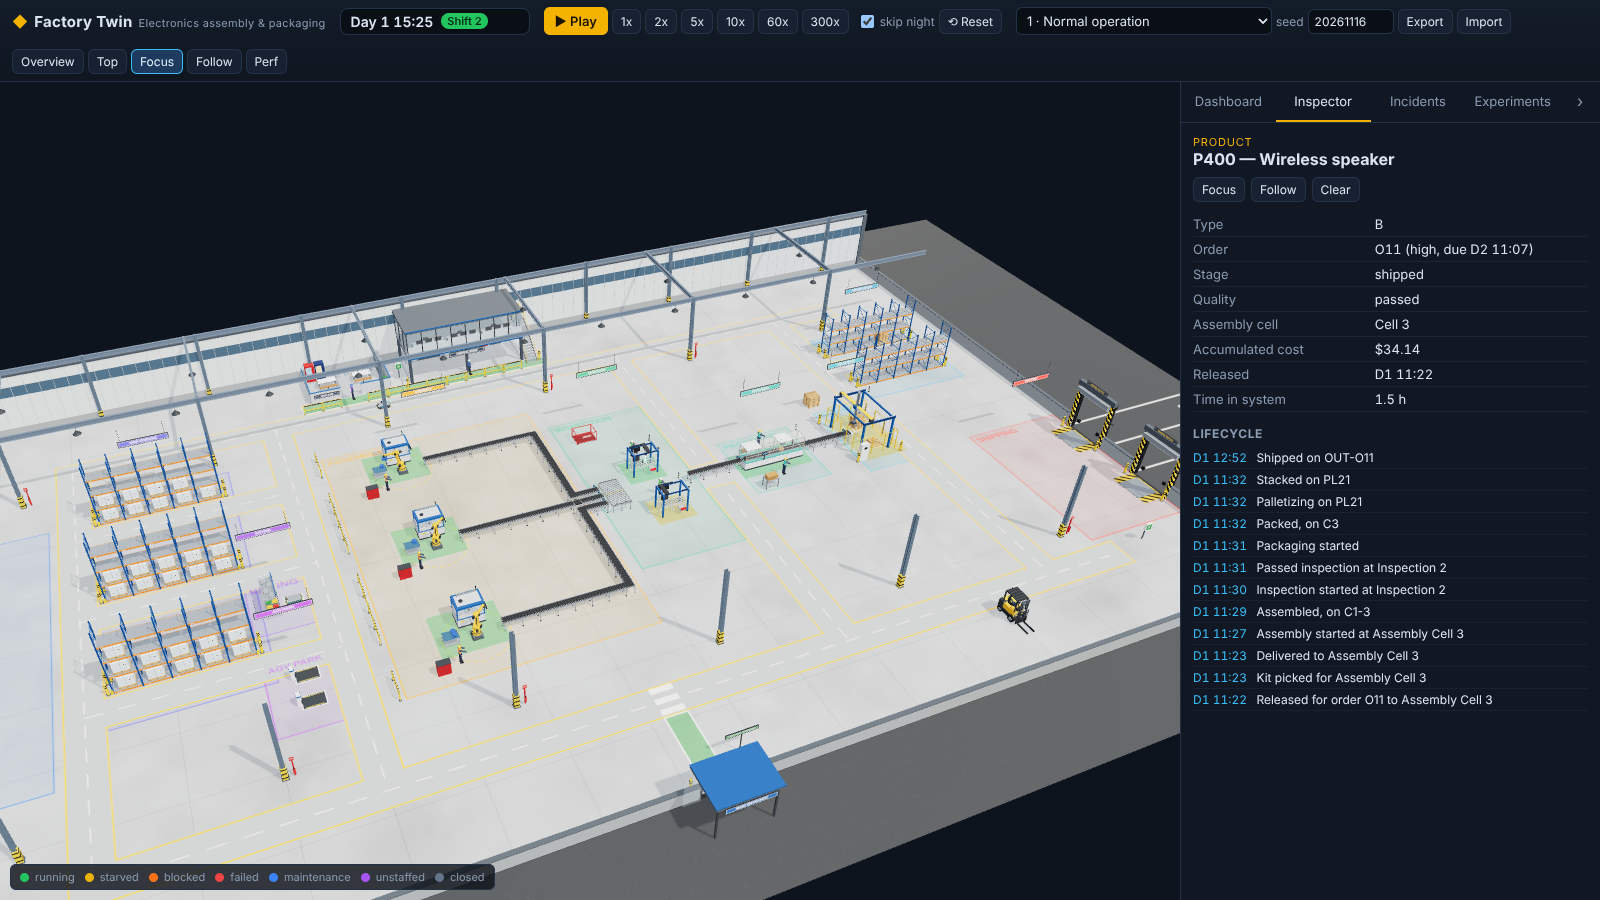 Factory Twin Electronics assembly & packaging
Day 1 15:25 Shift 2
Play 1x 2x 5x 10x 60x 300x
skip night Reset
1 · Normal operation
seed 20261116 Export Import
Overview Top Focus Follow Perf
Dashboard Inspector Incidents Experiments ›
PRODUCT
P400 — Wireless speaker
Focus Follow Clear
Type B
Order O11 (high, due D2 11:07)
Stage shipped
Quality passed
Assembly cell Cell 3
Accumulated cost $34.14
Released D1 11:22
Time in system 1.5 h
LIFECYCLE
D1 12:52 Shipped on OUT-O11
D1 11:32 Stacked on PL21
D1 11:32 Palletizing on PL21
D1 11:32 Packed, on C3
D1 11:31 Packaging started
D1 11:31 Passed inspection at Inspection 2
D1 11:30 Inspection started at Inspection 2
D1 11:29 Assembled, on C1-3
D1 11:27 Assembly started at Assembly Cell 3
D1 11:23 Delivered to Assembly Cell 3
D1 11:23 Kit picked for Assembly Cell 3
D1 11:22 Released for order O11 to Assembly Cell 3
SHIPPING
AGV PARK
running starved blocked failed maintenance unstaffed closed